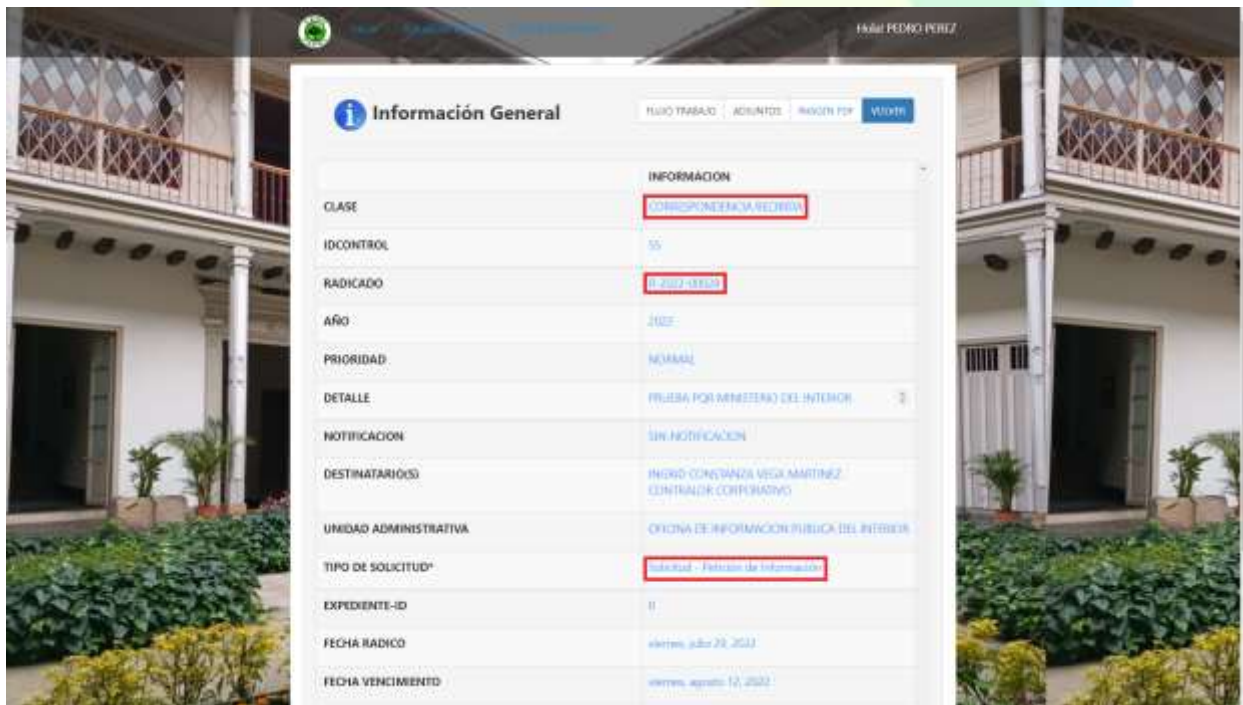 Hola! PEDRO PEREZ
Información General
FLUJO TRABAJO ADJUNTOS VOLVER
INFORMACION
CLASE CORRESPONDENCIA RECIBIDA
IDCONTROL 55
RADICADO
AÑO 2022
PRIORIDAD NORMAL
DETALLE PRUEBA POR MINISTERIO DEL INTERIOR
NOTIFICACION SIN NOTIFICACION
DESTINATARIO(S) INGRID CONSTANZA VEGA MARTINEZ
CONTRALOR CORPORATIVO
UNIDAD ADMINISTRATIVA OFICINA DE INFORMACION PUBLICA DEL INTERIOR
TIPO DE SOLICITUD* Solicitud - Petición de Información
EXPEDIENTE-ID 0
FECHA RADICO viernes, julio 29, 2022
FECHA VENCIMIENTO viernes, agosto 12, 2022